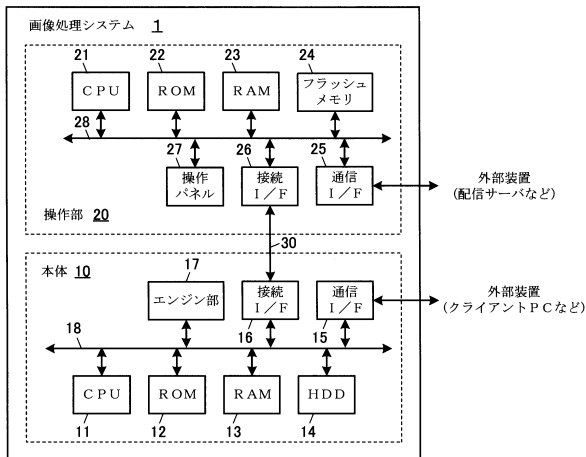 画像処理システム 1
21 22 23 24
CPU ROM RAM フラッシュ
メモリ
28
27 26 25
操作
パネル
接続
I/F
通信
I/F
外部装置
(配信サーバなど)
操作部 20
30
本体 10
17
エンジン部
接続
I/F
通信
I/F
外部装置
(クライアントPCなど)
18 16 15
CPU ROM RAM HDD
11 12 13 14